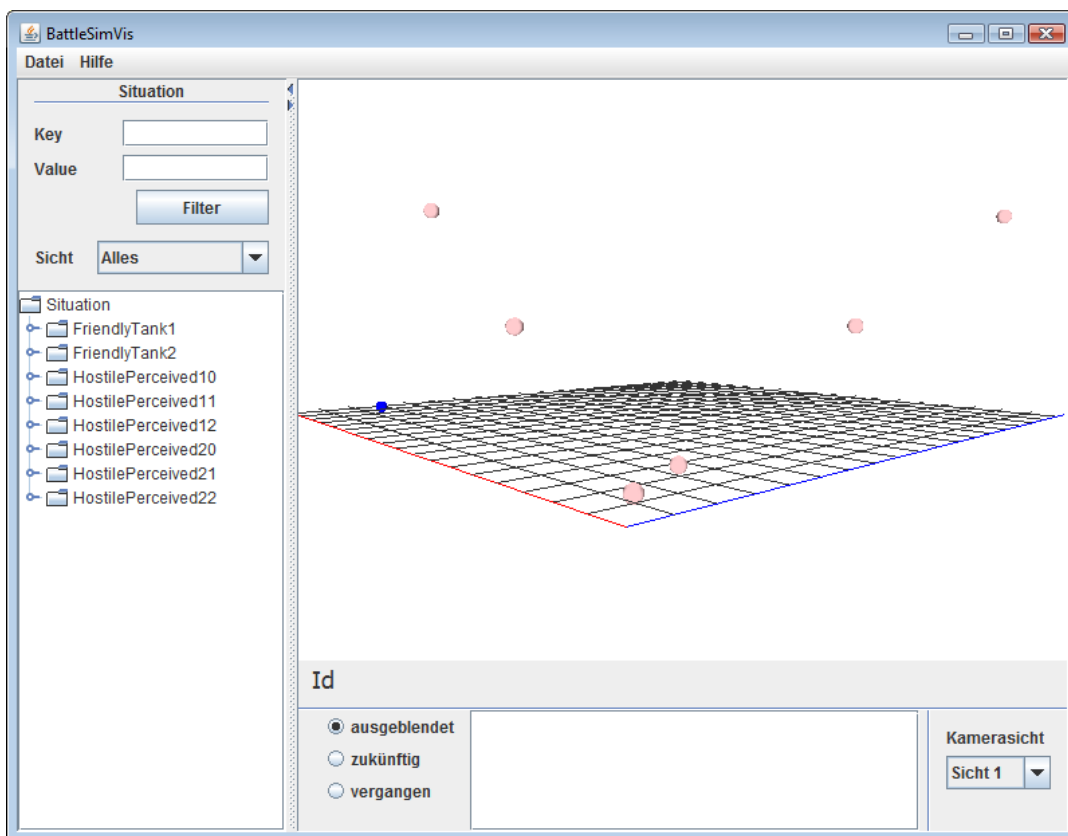 BattleSimVis
Datei Hilfe
Situation
Key
Value
Filter
Sicht Alles
Situation
FriendlyTank1
FriendlyTank2
HostilePerceived10
HostilePerceived11
HostilePerceived12
HostilePerceived20
HostilePerceived21
HostilePerceived22
Id
ausgeblendet
zukünftig
vergangen
Kamerasicht
Sicht 1